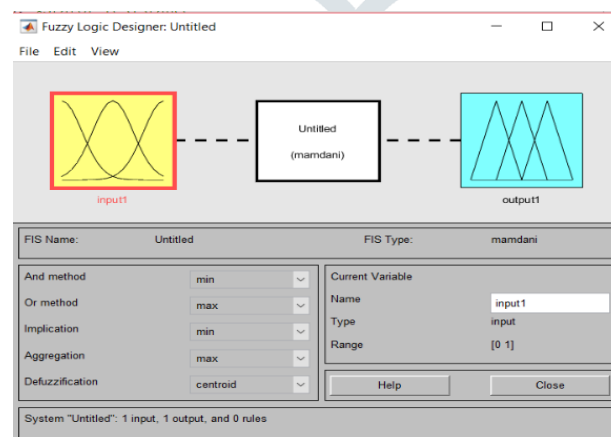 Fuzzy Logic Designer: Untitled
File Edit View
Untitled
(mamdani)
input1
output1
FIS Name: Untitled
FIS Type: mamdani
And method min
Or method max
Implication min
Aggregation max
Defuzzification centroid
Current Variable
Name input1
Type input
Range [0 1]
Help Close
System "Untitled": 1 input, 1 output, and 0 rules